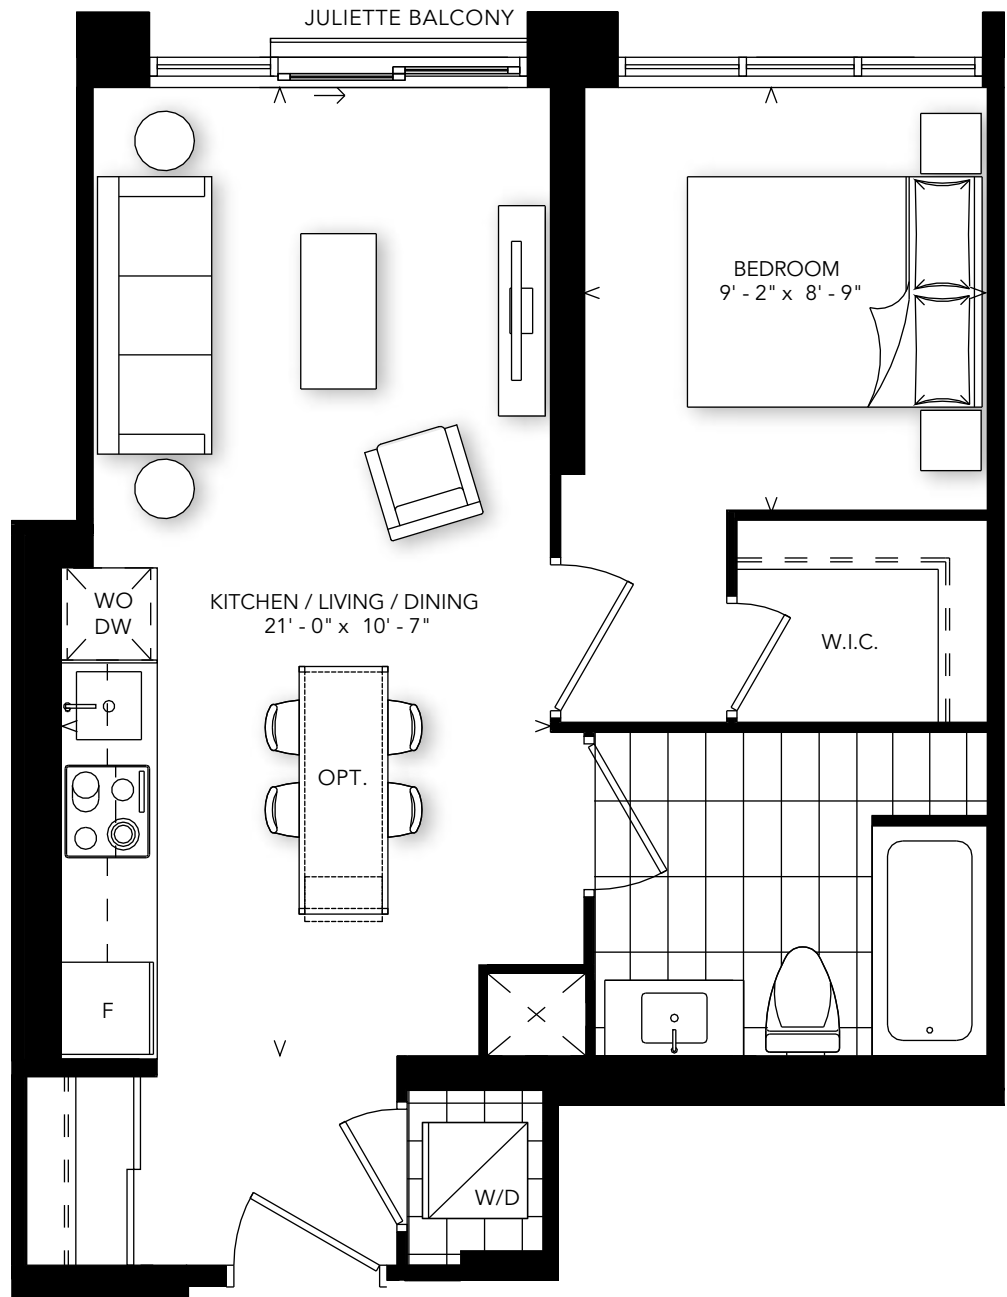 JULIETTE BALCONY
BEDROOM
9' - 2" x 8' - 9"
WO
DW
KITCHEN / LIVING / DINING
21' - 0" x 10' - 7"
W.I.C.
OPT.
F
W/D